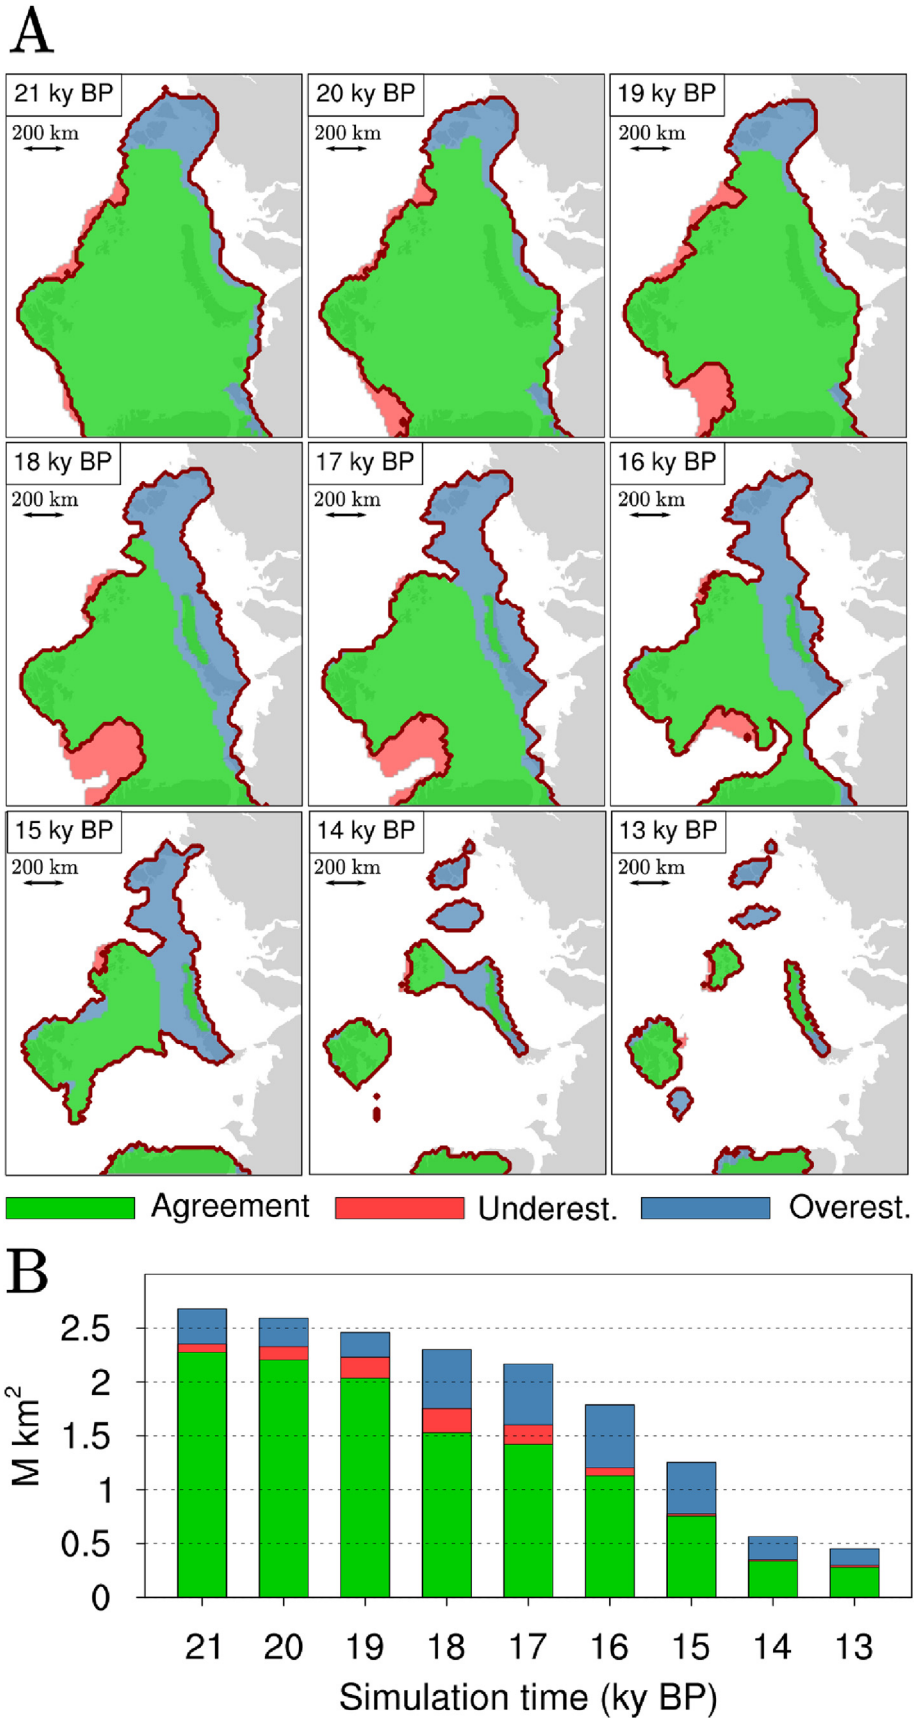 A
21 ky BP
200 km
20 ky BP
200 km
19 ky BP
200 km
18 ky BP
200 km
17 ky BP
200 km
16 ky BP
200 km
15 ky BP
200 km
14 ky BP
200 km
13 ky BP
200 km
Agreement Underest. Overest.
B
M km²
2.5
2
1.5
1
0.5
0
21 20 19 18 17 16 15 14 13
Simulation time (ky BP)